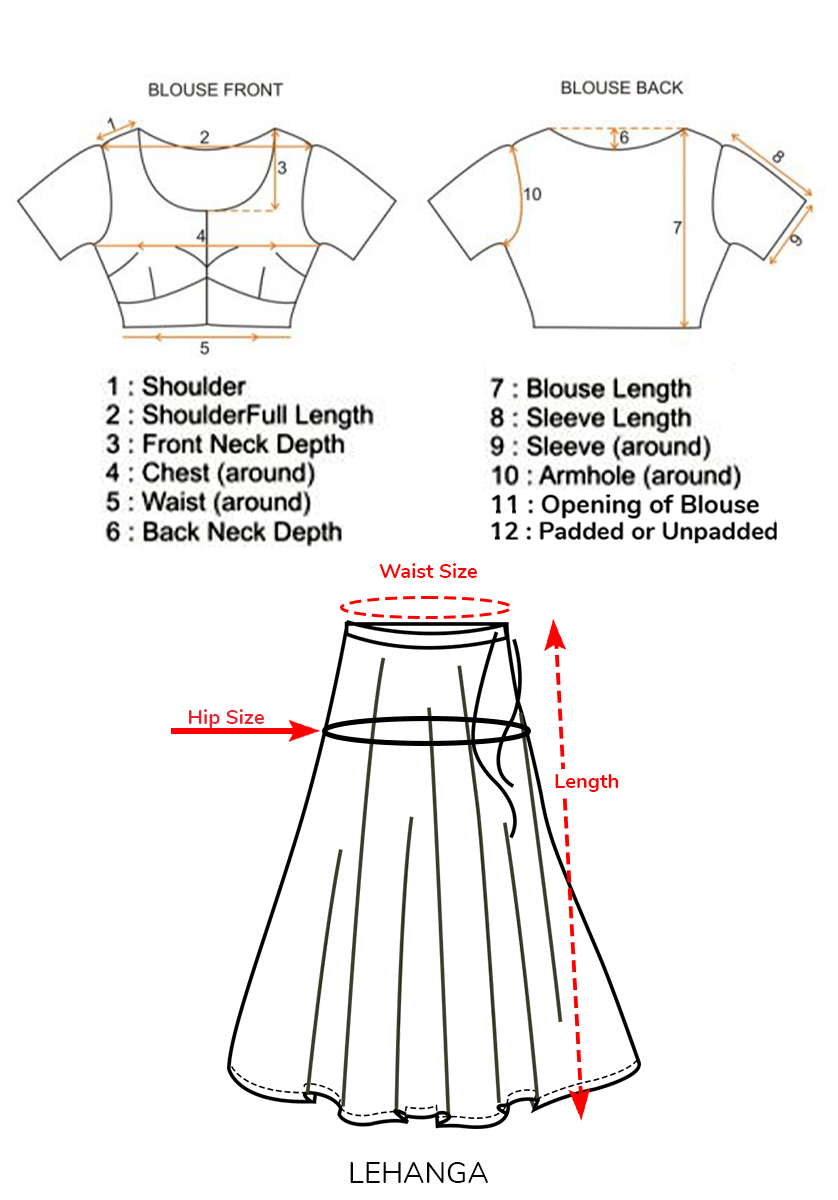 BLOUSE FRONT
1
2
3
4
5
BLOUSE BACK
6
7
8
9
10
1 : Shoulder
2 : ShoulderFull Length
3 : Front Neck Depth
4 : Chest (around)
5 : Waist (around)
6 : Back Neck Depth
7 : Blouse Length
8 : Sleeve Length
9 : Sleeve (around)
10 : Armhole (around)
11 : Opening of Blouse
12 : Padded or Unpadded
Waist Size
Hip Size
Length
LEHANGA